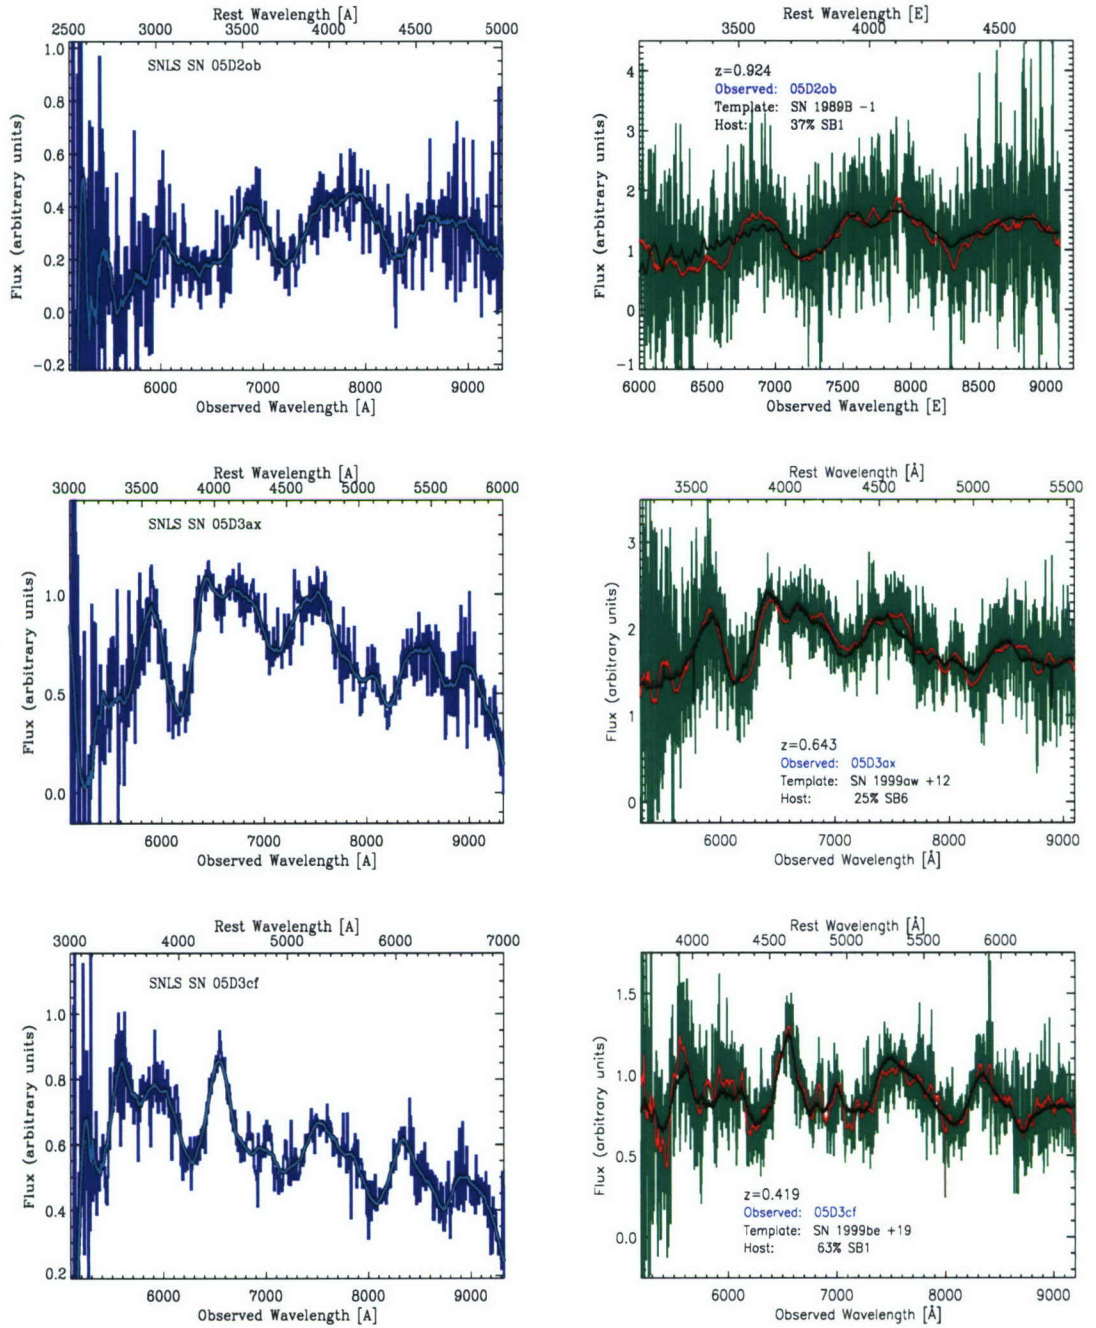 Rest Wavelength [A]
2500 3000 3500 4000 4500 5000
SNLS SN 05D2ob
Flux (arbitrary units)
1.0
0.8
0.6
0.4
0.2
0.0
−0.2
6000 7000 8000 9000
Observed Wavelength [A]
Rest Wavelength [E]
3500 4000 4500
z=0.924
Observed: 05D2ob
Template: SN 1989B −1
Host: 37% SB1
Flux (arbitrary units)
4
3
2
1
0
−1
6000 6500 7000 7500 8000 8500 9000
Observed Wavelength [E]
Rest Wavelength [A]
3000 3500 4000 4500 5000 5500 6000
SNLS SN 05D3ax
Flux (arbitrary units)
1.0
0.5
0.0
6000 7000 8000 9000
Observed Wavelength [A]
Rest Wavelength [Å]
3500 4000 4500 5000 5500
Flux (arbitrary units)
3
2
1
0
z=0.643
Observed: 05D3ax
Template: SN 1999aw +12
Host: 25% SB6
6000 7000 8000 9000
Observed Wavelength [Å]
Rest Wavelength [A]
3000 4000 5000 6000 7000
SNLS SN 05D3cf
Flux (arbitrary units)
1.0
0.8
0.6
0.4
0.2
6000 7000 8000 9000
Observed Wavelength [A]
Rest Wavelength [Å]
4000 4500 5000 5500 6000
Flux (arbitrary units)
1.5
1.0
0.5
0.0
z=0.419
Observed: 05D3cf
Template: SN 1999be +19
Host: 63% SB1
6000 7000 8000 9000
Observed Wavelength [Å]